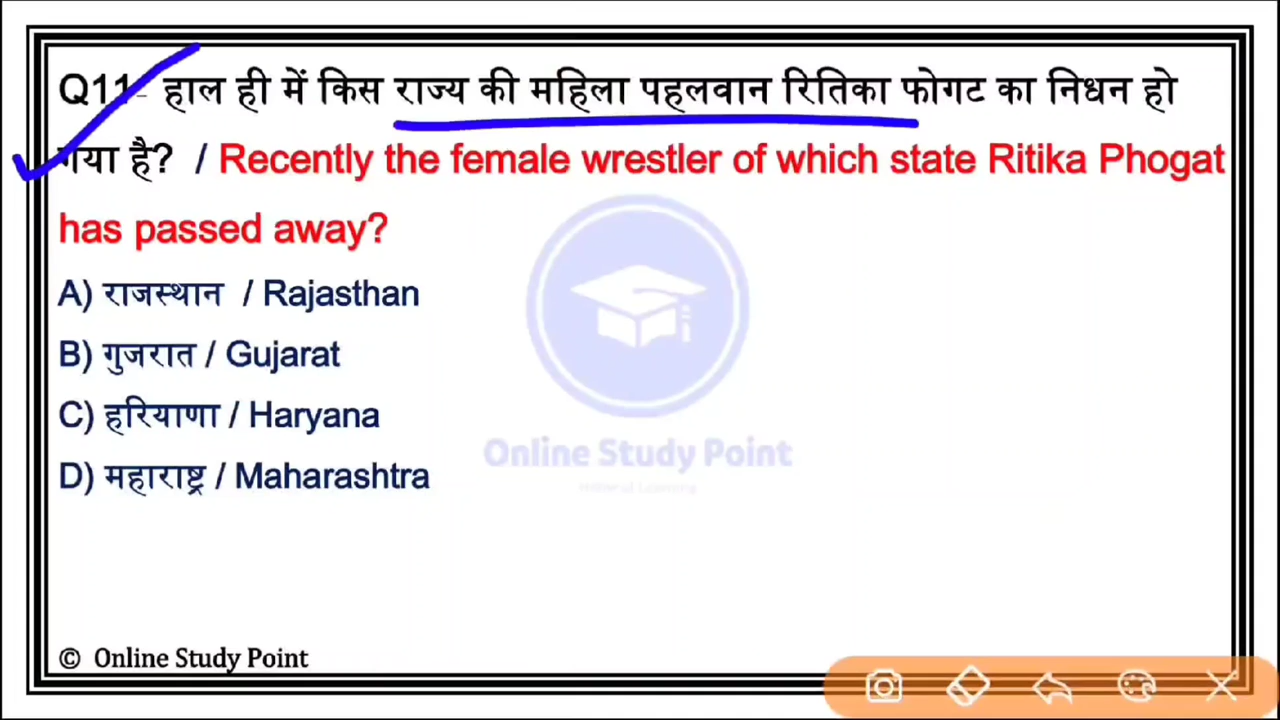 Q11- हाल ही में किस राज्य की महिला पहलवान रितिका फोगट का निधन हो
गया है? / Recently the female wrestler of which state Ritika Phogat
has passed away?
A) राजस्थान / Rajasthan
B) गुजरात / Gujarat
C) हरियाणा / Haryana
D) महाराष्ट्र / Maharashtra
Online Study Point
© Online Study Point